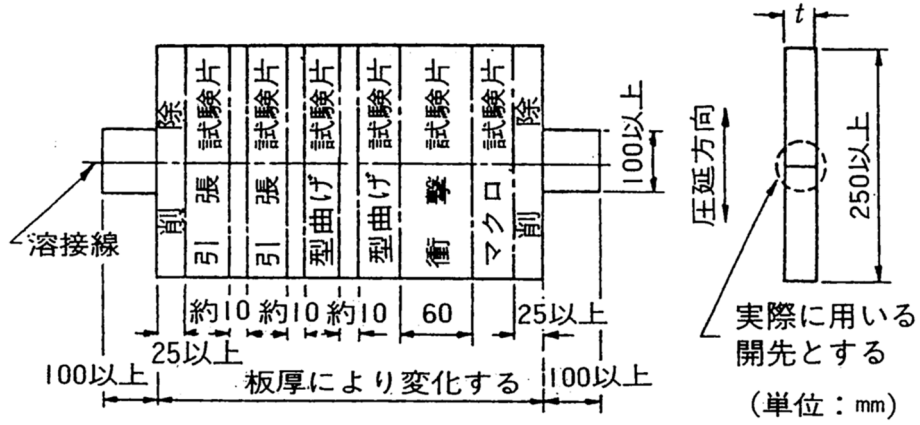 t
削除
引張試験片
引張試験片
型曲げ試験片
型曲げ試験片
衝撃試験片
マクロ試験片
削除
100以上
圧延方向
250以上
溶接線
約10 約10 約10 60 25以上
25以上
100以上
板厚により変化する
100以上
実際に用いる
開先とする
(単位:mm)